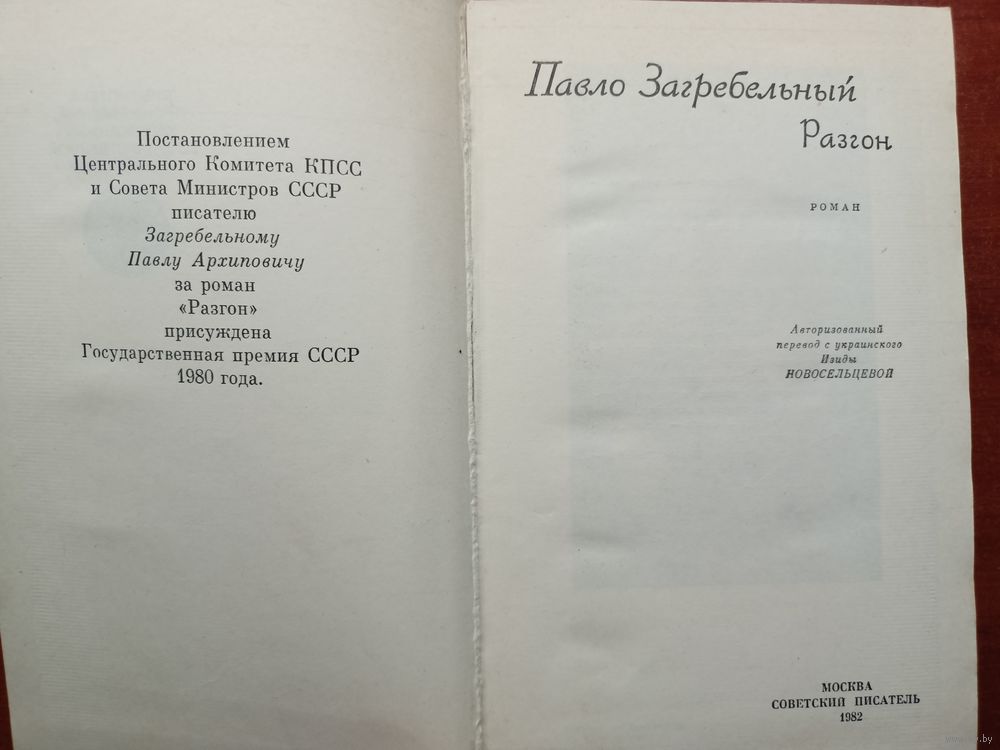 Постановлением
Центрального Комитета КПСС
и Совета Министров СССР
писателю
Загребельному
Павлу Архиповичу
за роман
«Разгон»
присуждена
Государственная премия СССР
1980 года.
Павло Загребельный
Разгон
РОМАН
Авторизованный
перевод с украинского
Изиды
НОВОСЕЛЬЦЕВОЙ
МОСКВА
СОВЕТСКИЙ ПИСАТЕЛЬ
1982